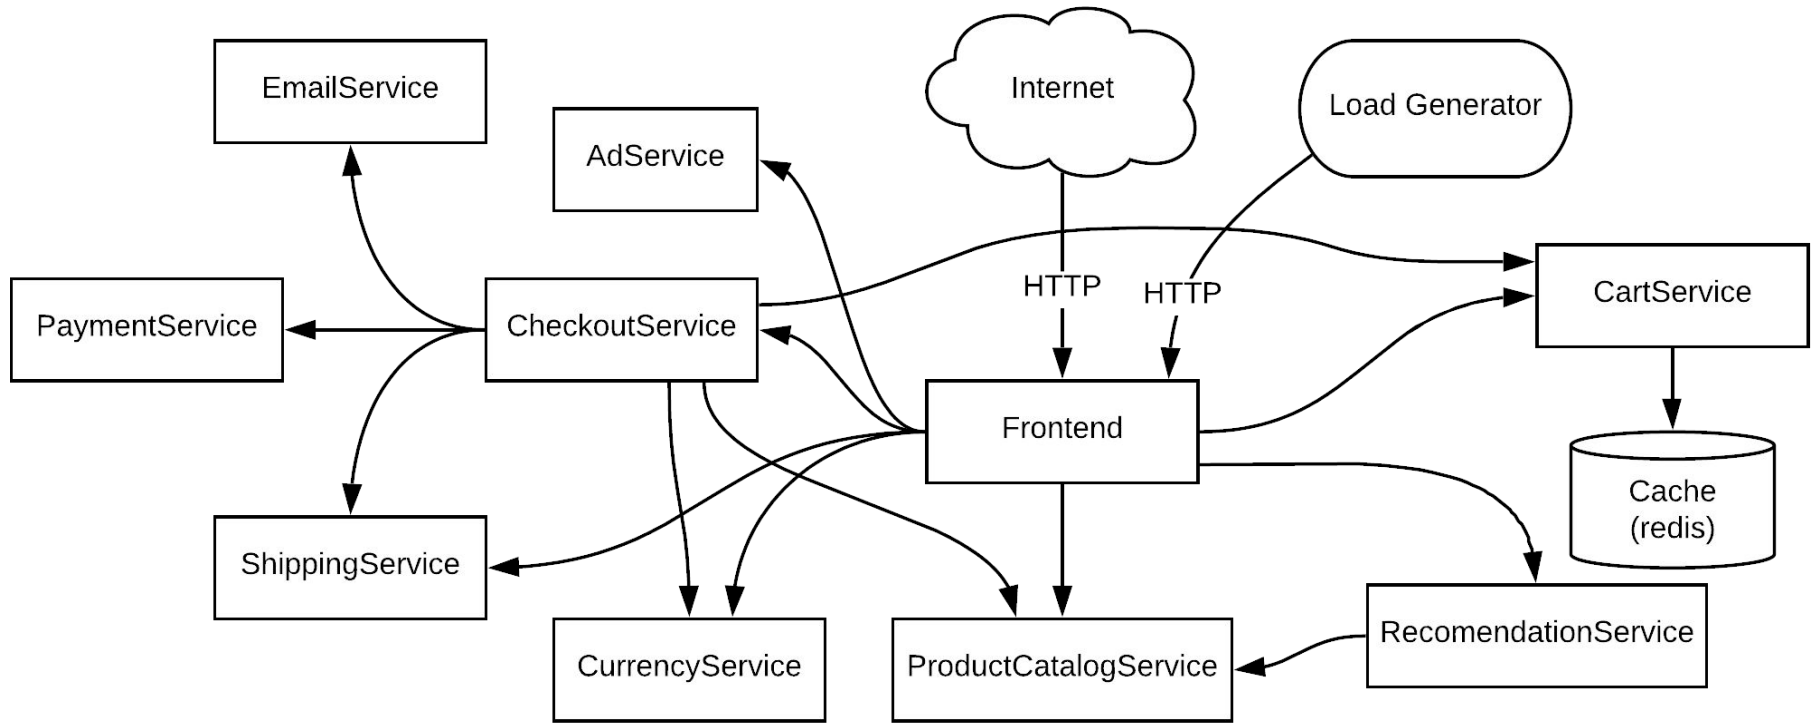 EmailService
AdService
Internet
Load Generator
HTTP
HTTP
CartService
PaymentService
CheckoutService
Frontend
Cache
(redis)
ShippingService
CurrencyService
ProductCatalogService
RecomendationService